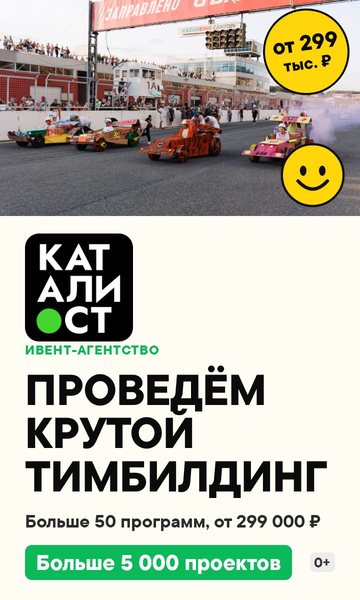 ЗАПРАВЛЕНО
от 299
тыс. ₽
КАТ
АЛИ
СТ
ИВЕНТ-АГЕНТСТВО
ПРОВЕДЁМ
КРУТОЙ
ТИМБИЛДИНГ
Больше 50 программ, от 299 000 ₽
Больше 5 000 проектов
0+